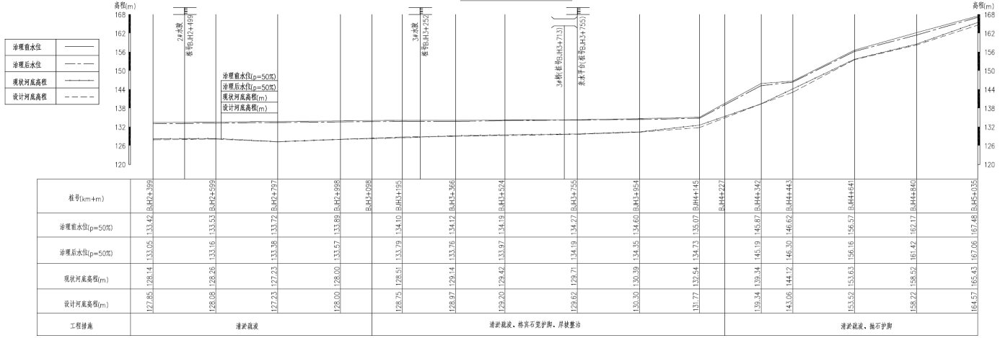 高程(m)
168
162
156
150
144
138
132
126
120
治理前水位
治理后水位
现状河底高程
设计河底高程
2#水陂
桩号BJH2+499
3#水陂
桩号BJH3+252
3#桥(桩号BJH3+713)
亲水平台(桩号BJH3+755)
治理前水位(p=50%)
治理后水位(p=50%)
现状河底高程(m)
设计河底高程(m)
高程(m)
168
162
156
150
144
138
132
126
120
桩号(km+m) BJH2+399 BJH2+599 BJH2+797 BJH2+998 BJH3+098 BJH3+195 BJH3+366 BJH3+524 BJH3+755 BJH3+954 BJH4+145 BJH4+227 BJH4+342 BJH4+443 BJH4+641 BJH4+840 BJH5+035
治理前水位(p=50%) 133.42 133.53 133.72 133.89 134.10 134.12 134.19 134.27 134.60 135.07 145.87 146.62 156.57 162.17 167.48
治理后水位(p=50%) 133.05 133.16 133.38 133.57 133.79 133.76 133.97 134.19 134.35 134.73 145.19 146.30 156.16 161.42 167.06
现状河底高程(m) 128.14 128.26 127.23 128.00 128.51 129.14 129.42 129.71 130.39 132.54 139.34 144.12 153.63 158.52 165.43
设计河底高程(m) 127.85 128.08 127.23 128.00 128.75 128.97 129.20 129.62 130.30 131.77 139.34 143.06 153.52 158.22 164.57
工程措施 清淤疏浚 清淤疏浚、格宾石笼护脚、岸坡整治 清淤疏浚、抛石护脚